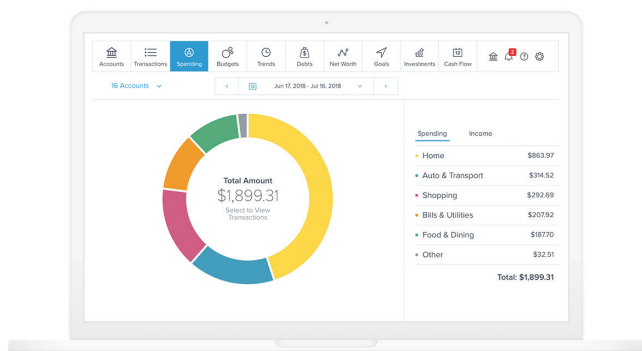 Accounts
Transactions
Spending
Budgets
Trends
Debts
Net Worth
Goals
Investments
Cash Flow
2
16 Accounts
12
Jun 17, 2018 - Jul 16, 2018
Total Amount
$1,899.31
Select to View
Transactions
Spending Income
Home $863.97
Auto & Transport $314.52
Shopping $292.69
Bills & Utilities $207.92
Food & Dining $187.70
Other $32.51
Total: $1,899.31